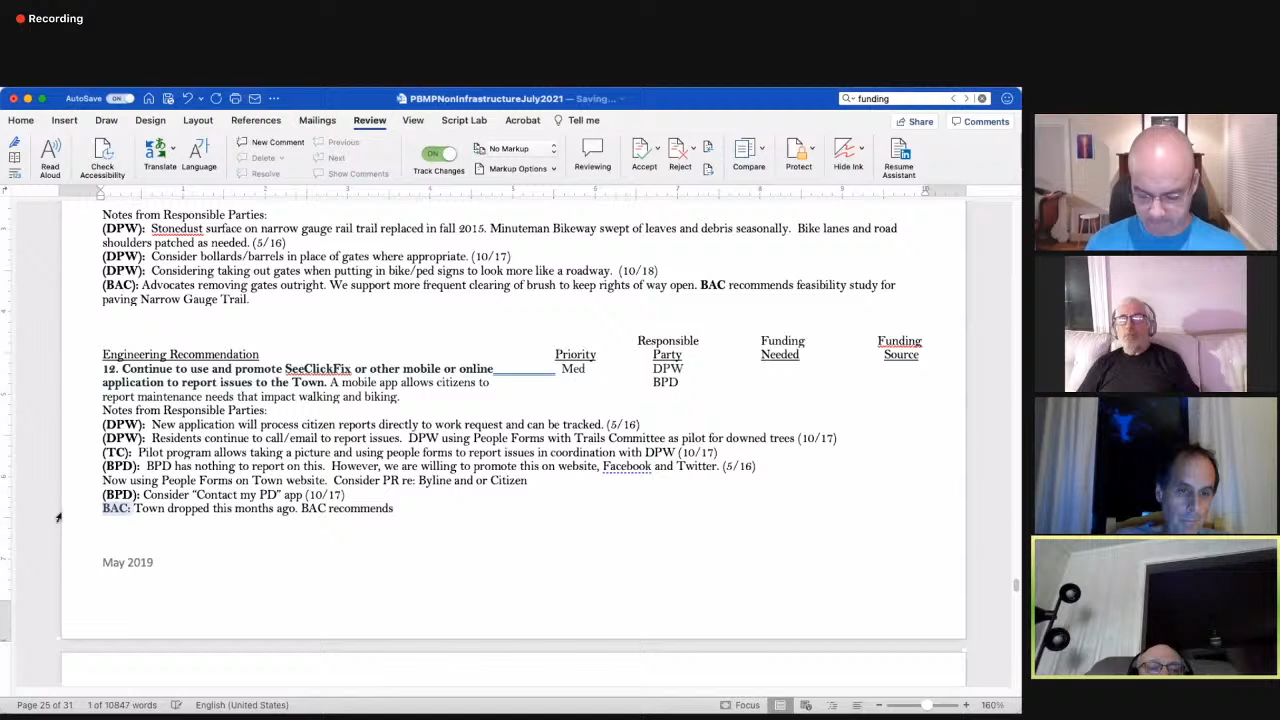 Recording
AutoSave ON PBMPNonInfrastructureJuly2021 — Saving... funding
Home Insert Draw Design Layout References Mailings Review View Script Lab Acrobat Tell me Share Comments
Read Aloud
Check Accessibility
Translate
Language
New Comment
Delete
Resolve
Previous
Next
Show Comments
ON
Track Changes
No Markup
Markup Options
Reviewing
Accept
Reject
Compare
Protect
Hide Ink
Resume Assistant
1 2 3 4 5 6 7 8 9 10
Notes from Responsible Parties:
(DPW): Stonedust surface on narrow gauge rail trail replaced in fall 2015. Minuteman Bikeway swept of leaves and debris seasonally. Bike lanes and road
shoulders patched as needed. (5/16)
(DPW): Consider bollards/barrels in place of gates where appropriate. (10/17)
(DPW): Considering taking out gates when putting in bike/ped signs to look more like a roadway. (10/18)
(BAC): Advocates removing gates outright. We support more frequent clearing of brush to keep rights of way open. BAC recommends feasibility study for
paving Narrow Gauge Trail.
Responsible Funding Funding
Engineering Recommendation Priority Party Needed Source
12. Continue to use and promote SeeClickFix or other mobile or online Med DPW
application to report issues to the Town. A mobile app allows citizens to BPD
report maintenance needs that impact walking and biking.
Notes from Responsible Parties:
(DPW): New application will process citizen reports directly to work request and can be tracked. (5/16)
(DPW): Residents continue to call/email to report issues. DPW using People Forms with Trails Committee as pilot for downed trees (10/17)
(TC): Pilot program allows taking a picture and using people forms to report issues in coordination with DPW (10/17)
(BPD): BPD has nothing to report on this. However, we are willing to promote this on website, Facebook and Twitter. (5/16)
Now using People Forms on Town website. Consider PR re: Byline and or Citizen
(BPD): Consider “Contact my PD” app (10/17)
BAC: Town dropped this months ago. BAC recommends
May 2019
Page 25 of 31 1 of 10847 words English (United States) Focus 160%